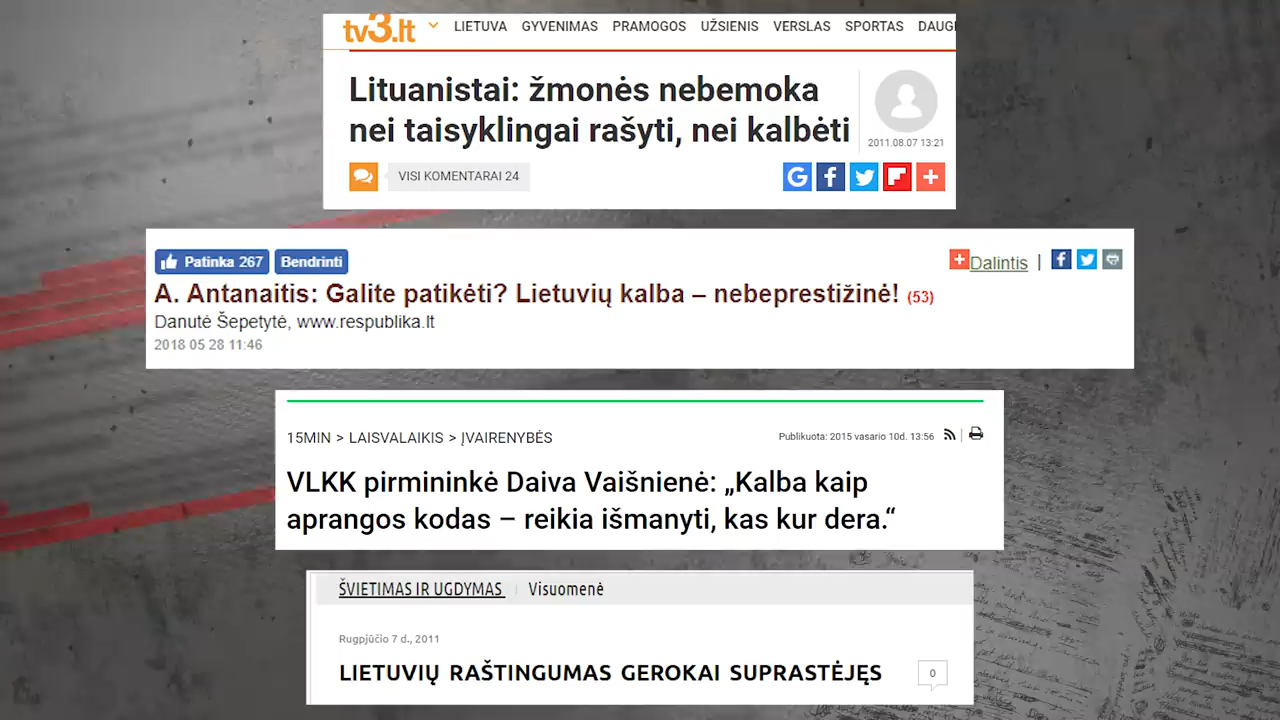 tv3.lt LIETUVA GYVENIMAS PRAMOGOS UŽSIENIS VERSLAS SPORTAS DAUGI
Lituanistai: žmonės nebemoka
nei taisyklingai rašyti, nei kalbėti
2011.08.07 13:21
VISI KOMENTARAI 24
Patinka 267 Bendrinti Dalintis |
A. Antanaitis: Galite patikėti? Lietuvių kalba – nebeprestižinė! (53)
Danutė Šepetytė, www.respublika.lt
2018 05 28 11:46
15MIN > LAISVALAIKIS > ĮVAIRENYBĖS Publikuota: 2015 vasario 10d. 13:56
VLKK pirmininkė Daiva Vaišnienė: „Kalba kaip
aprangos kodas – reikia išmanyti, kas kur dera.“
ŠVIETIMAS IR UGDYMAS Visuomenė
Rugpjūčio 7 d., 2011
LIETUVIŲ RAŠTINGUMAS GEROKAI SUPRASTĖJĘS 0